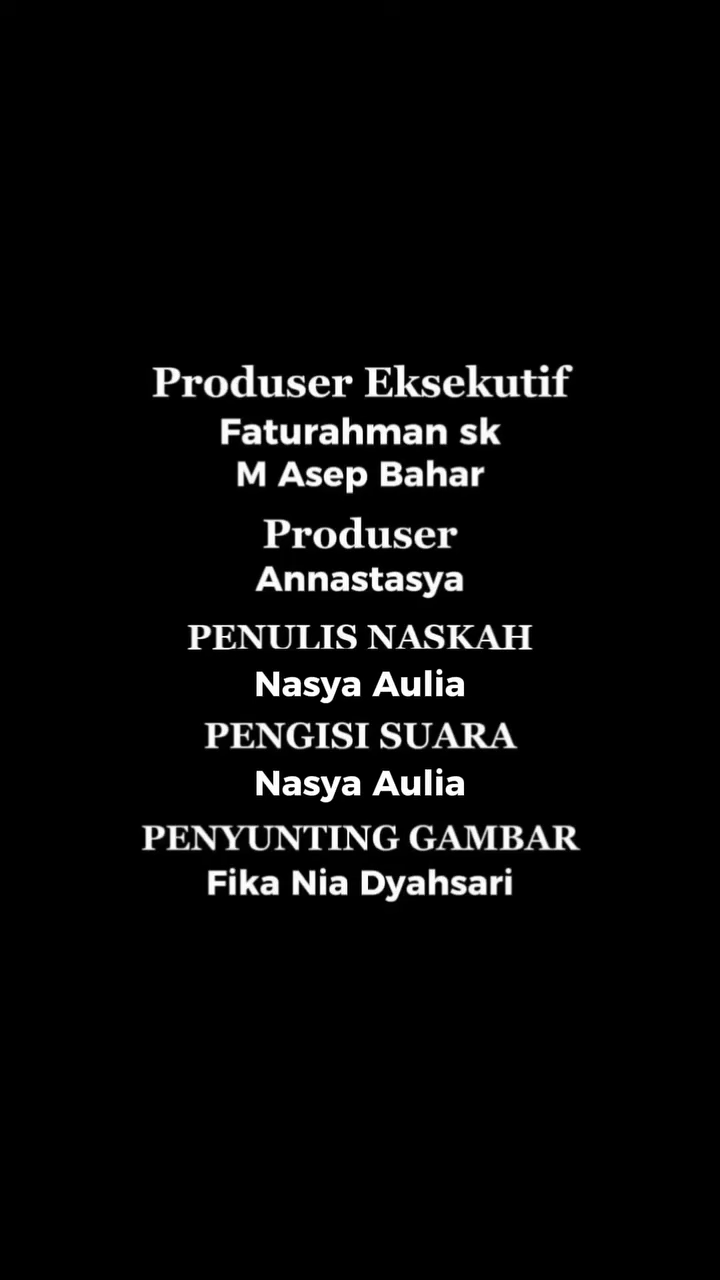 Produser Eksekutif
Faturahman sk
M Asep Bahar
Produser
Annastasya
PENULIS NASKAH
Nasya Aulia
PENGISI SUARA
Nasya Aulia
PENYUNTING GAMBAR
Fika Nia Dyahsari